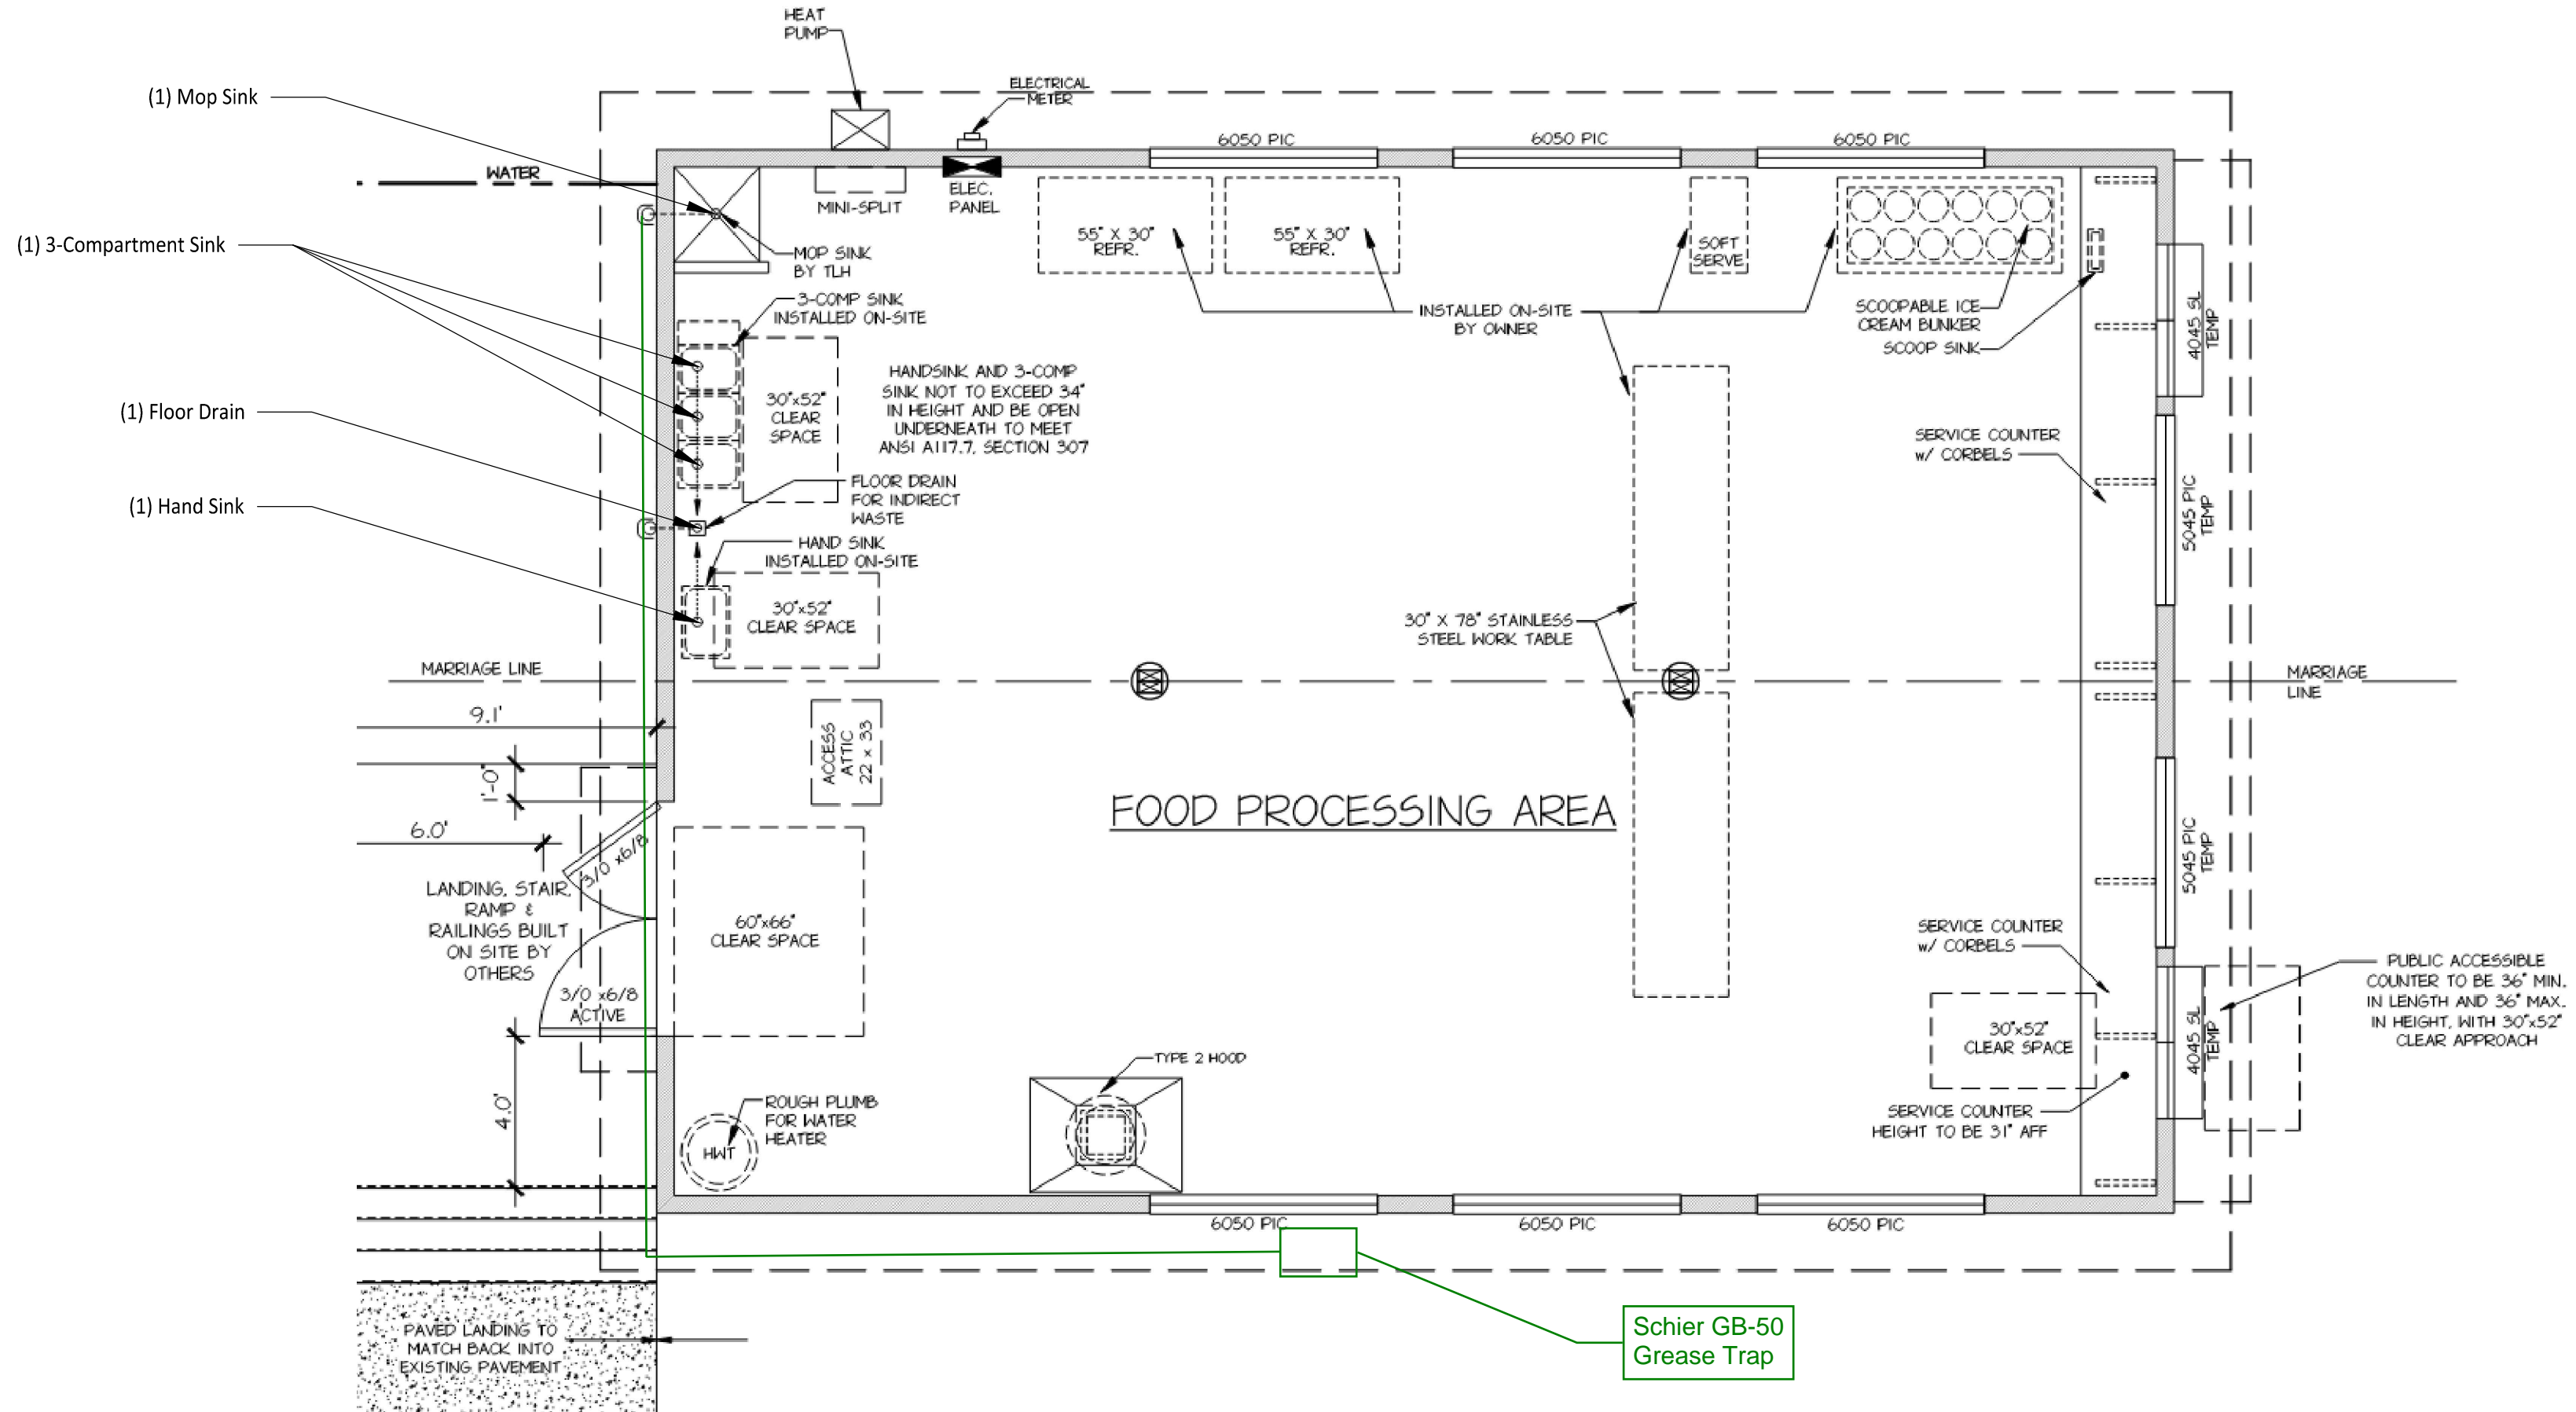 HEAT
PUMP
(1) Mop Sink
ELECTRICAL
METER
6050 PIC
6050 PIC
6050 PIC
WATER
MINI-SPLIT
ELEC.
PANEL
(1) 3-Compartment Sink
MOP SINK
BY TLH
55" X 30"
REFR.
55" X 30"
REFR.
SOFT
SERVE
3-COMP SINK
INSTALLED ON-SITE
INSTALLED ON-SITE
BY OWNER
SCOOPABLE ICE
CREAM BUNKER
SCOOP SINK
4045 SL
TEMP
HANDSINK AND 3-COMP
SINK NOT TO EXCEED 34"
IN HEIGHT AND BE OPEN
UNDERNEATH TO MEET
ANSI A117.7, SECTION 307
30"x52"
CLEAR
SPACE
(1) Floor Drain
SERVICE COUNTER
w/ CORBELS
FLOOR DRAIN
FOR INDIRECT
WASTE
(1) Hand Sink
5045 PIC
TEMP
HAND SINK
INSTALLED ON-SITE
30"x52"
CLEAR SPACE
30" X 78" STAINLESS
STEEL WORK TABLE
MARRIAGE LINE
MARRIAGE
LINE
9.1'
ACCESS
ATTIC
22 x 33
1'-0"
FOOD PROCESSING AREA
6.0'
3/0 x6/8
5045 PIC
TEMP
LANDING, STAIR,
RAMP &
RAILINGS BUILT
ON SITE BY
OTHERS
60"x66"
CLEAR SPACE
SERVICE COUNTER
w/ CORBELS
PUBLIC ACCESSIBLE
COUNTER TO BE 36" MIN.
IN LENGTH AND 36" MAX.
IN HEIGHT, WITH 30"x52"
CLEAR APPROACH
3/0 x6/8
ACTIVE
30"x52"
CLEAR SPACE
4045 SL
TEMP
TYPE 2 HOOD
4.0'
ROUGH PLUMB
FOR WATER
HEATER
HWT
SERVICE COUNTER
HEIGHT TO BE 31" AFF
6050 PIC
6050 PIC
6050 PIC
Schier GB-50
Grease Trap
PAVED LANDING TO
MATCH BACK INTO
EXISTING PAVEMENT